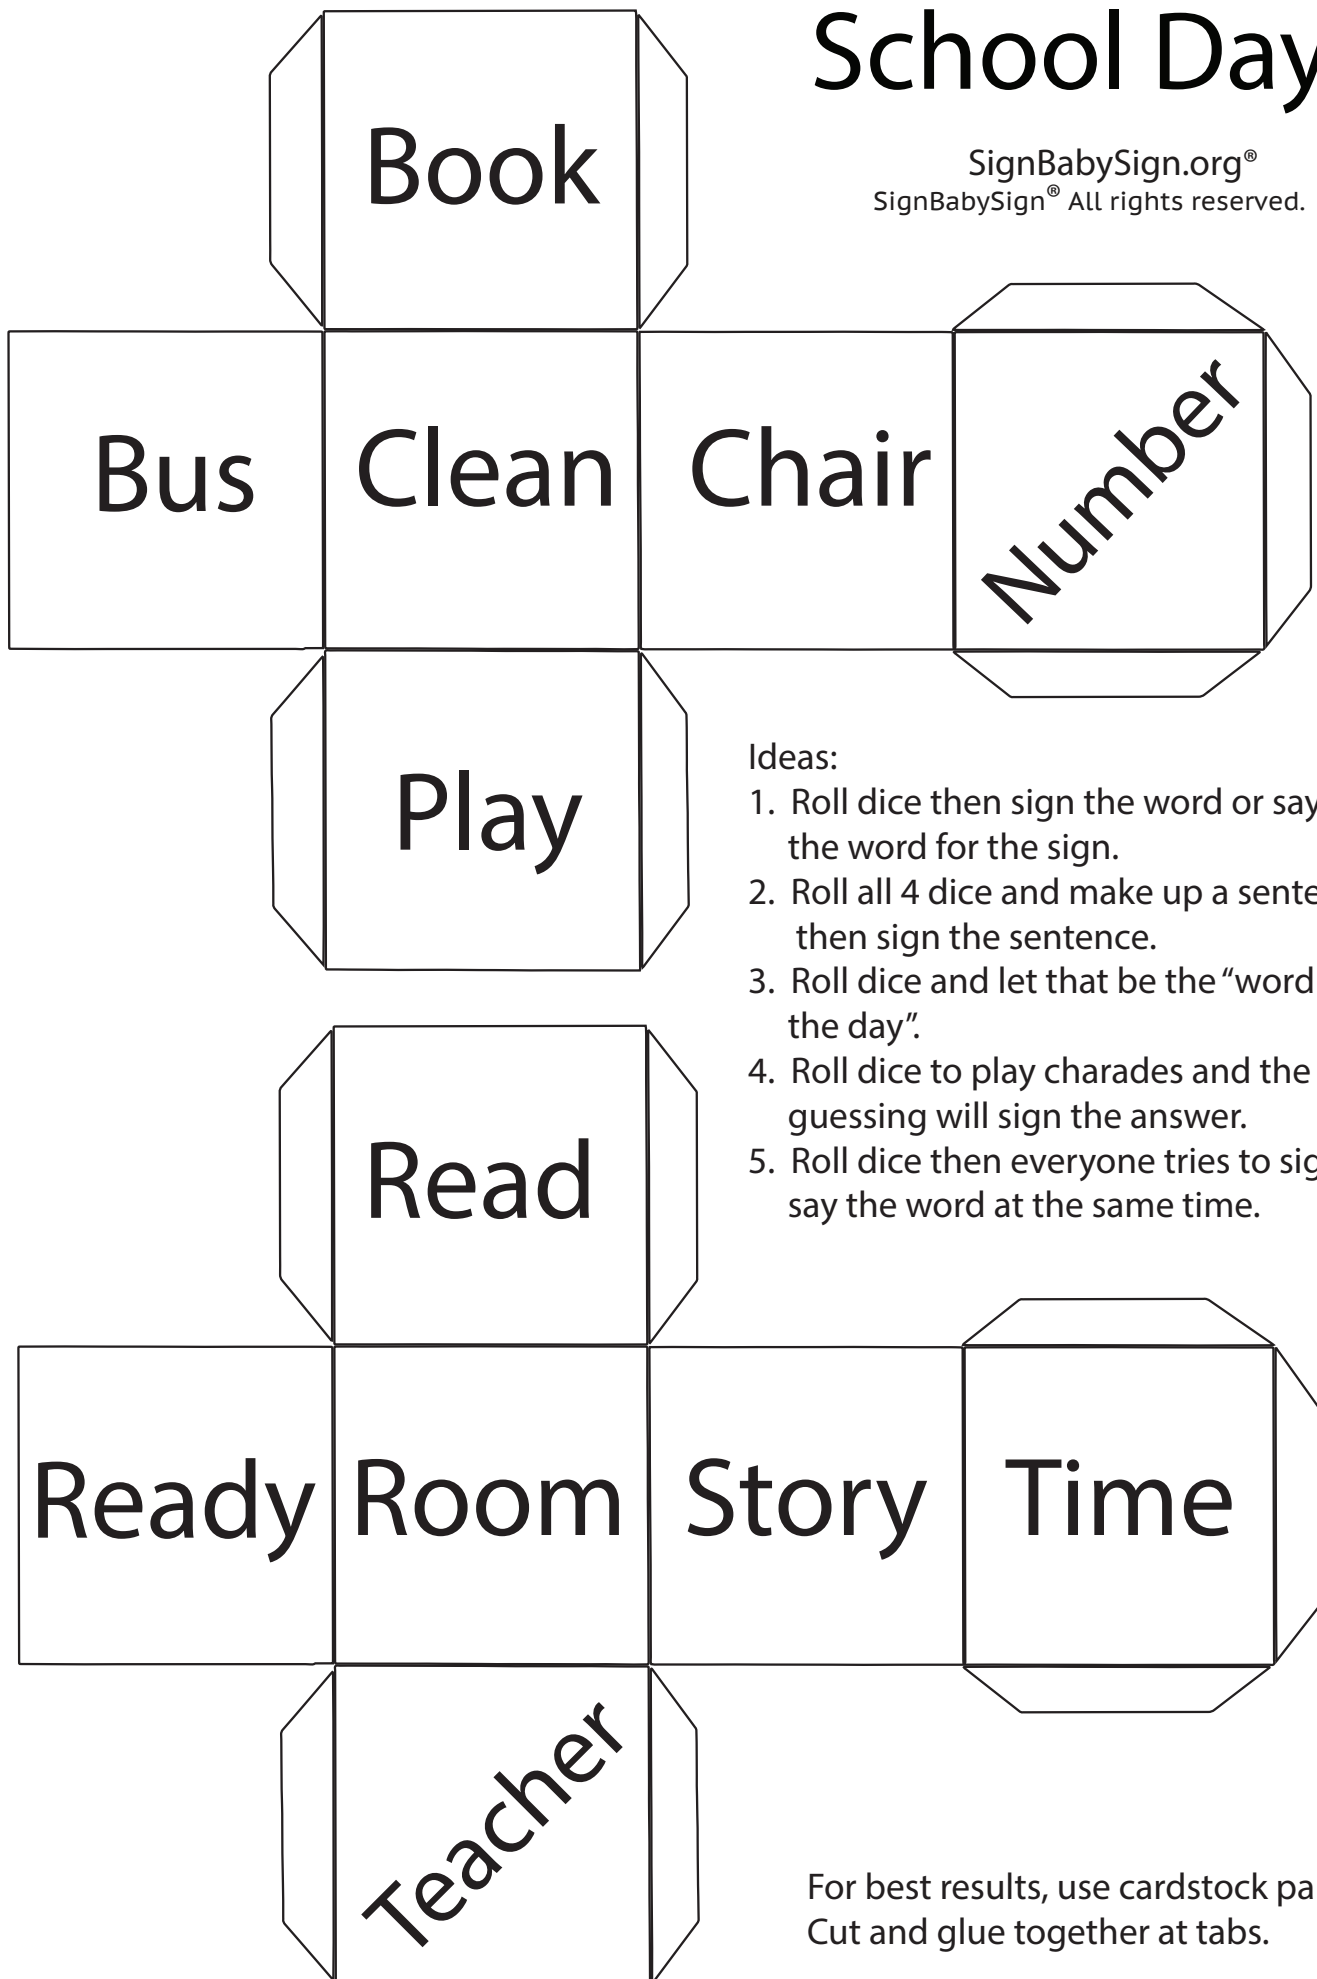 School Day
SignBabySign.org®
SignBabySign® All rights reserved.
Book
Bus
Clean
Chair
Number
Play
Ideas:
1. Roll dice then sign the word or say
the word for the sign.
2. Roll all 4 dice and make up a
then sign the sentence.
3. Roll dice and let that be the “word
the day”.
4. Roll dice to play charades and the
guessing will sign the answer.
5. Roll dice then everyone tries to
say the word at the same time.
Read
Ready
Room
Story
Time
Teacher
For best results, use cardstock
Cut and glue together at tabs.